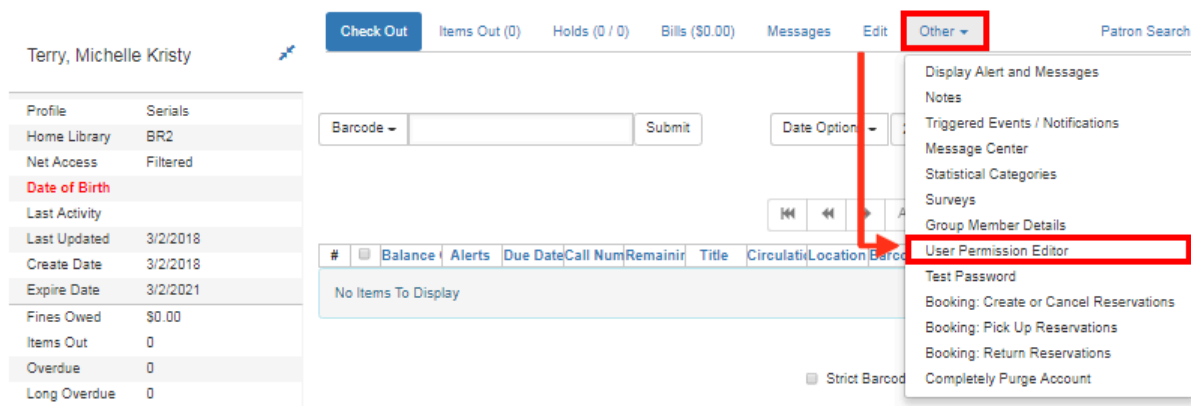 Check Out Items Out (0) Holds (0 / 0) Bills ($0.00) Messages Edit Other Patron Search
Terry, Michelle Kristy
Profile Serials
Home Library BR2
Net Access Filtered
Date of Birth
Last Activity
Last Updated 3/2/2018
Create Date 3/2/2018
Expire Date 3/2/2021
Fines Owed $0.00
Items Out 0
Overdue 0
Long Overdue 0
Barcode Submit Date Option
# Balance Alerts Due Date Call Num Remainin Title Circulati Location Barco
No Items To Display
Strict Barcod
Display Alert and Messages
Notes
Triggered Events / Notifications
Message Center
Statistical Categories
Surveys
Group Member Details
User Permission Editor
Test Password
Booking: Create or Cancel Reservations
Booking: Pick Up Reservations
Booking: Return Reservations
Completely Purge Account